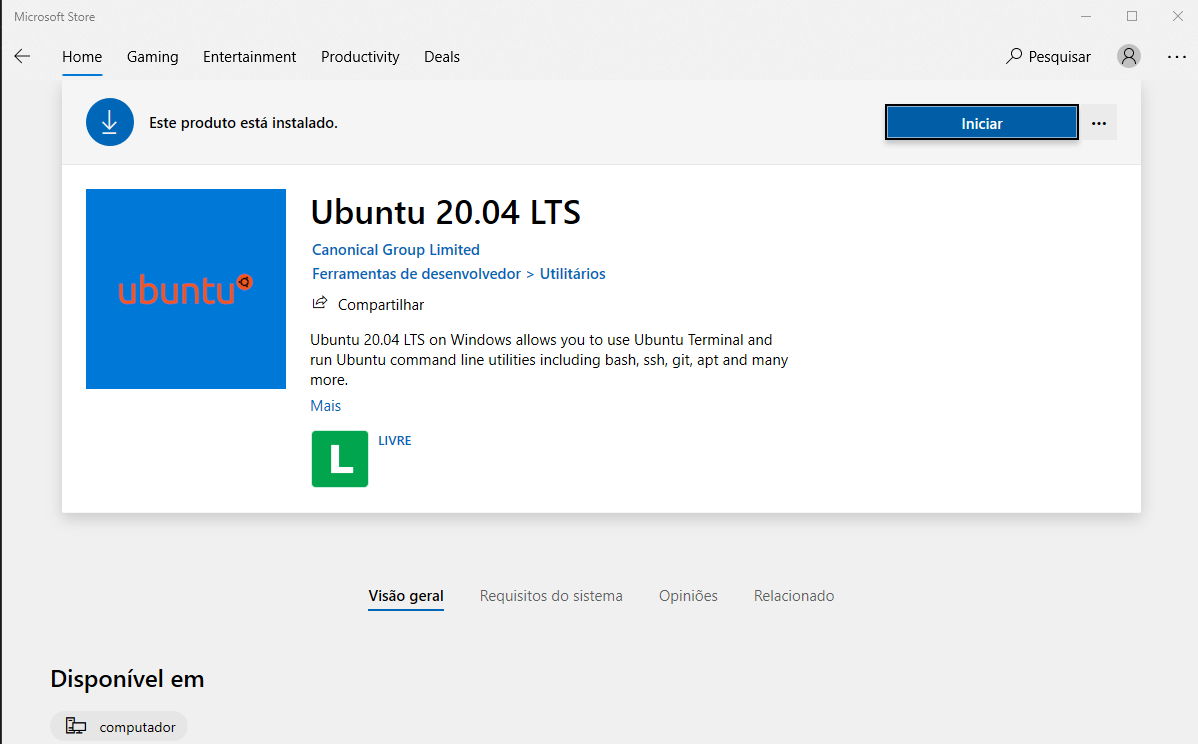 Microsoft Store
Home Gaming Entertainment Productivity Deals Pesquisar
Este produto está instalado.
Iniciar
ubuntu
Ubuntu 20.04 LTS
Canonical Group Limited
Ferramentas de desenvolvedor > Utilitários
Compartilhar
Ubuntu 20.04 LTS on Windows allows you to use Ubuntu Terminal and
run Ubuntu command line utilities including bash, ssh, git, apt and many
more.
Mais
L LIVRE
Visão geral Requisitos do sistema Opiniões Relacionado
Disponível em
computador